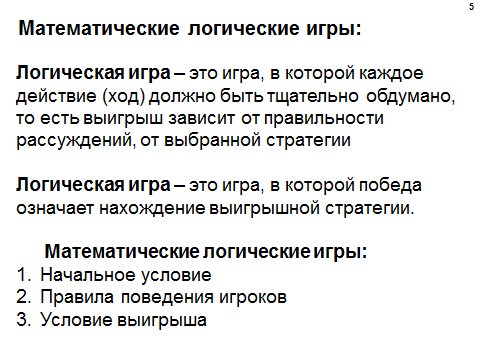 5
Математические логические игры:
Логическая игра – это игра, в которой каждое
действие (ход) должно быть тщательно обдумано,
то есть выигрыш зависит от правильности
рассуждений, от выбранной стратегии
Логическая игра – это игра, в которой победа
означает нахождение выигрышной стратегии.
Математические логические игры:
1. Начальное условие
2. Правила поведения игроков
3. Условие выигрыша